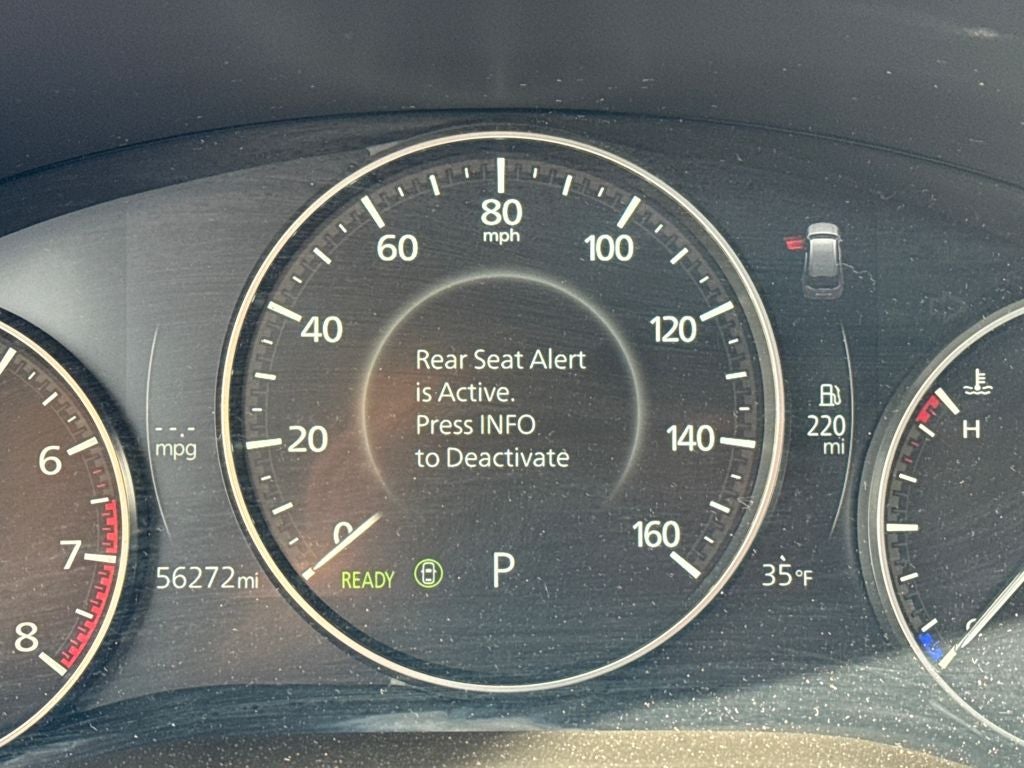 80
mph
60
100
40
120
Rear Seat Alert
is Active.
Press INFO
to Deactivate
20
140
0
160
READY
P
-.-
mpg
56272mi
220
mi
35°F
6
7
8
H